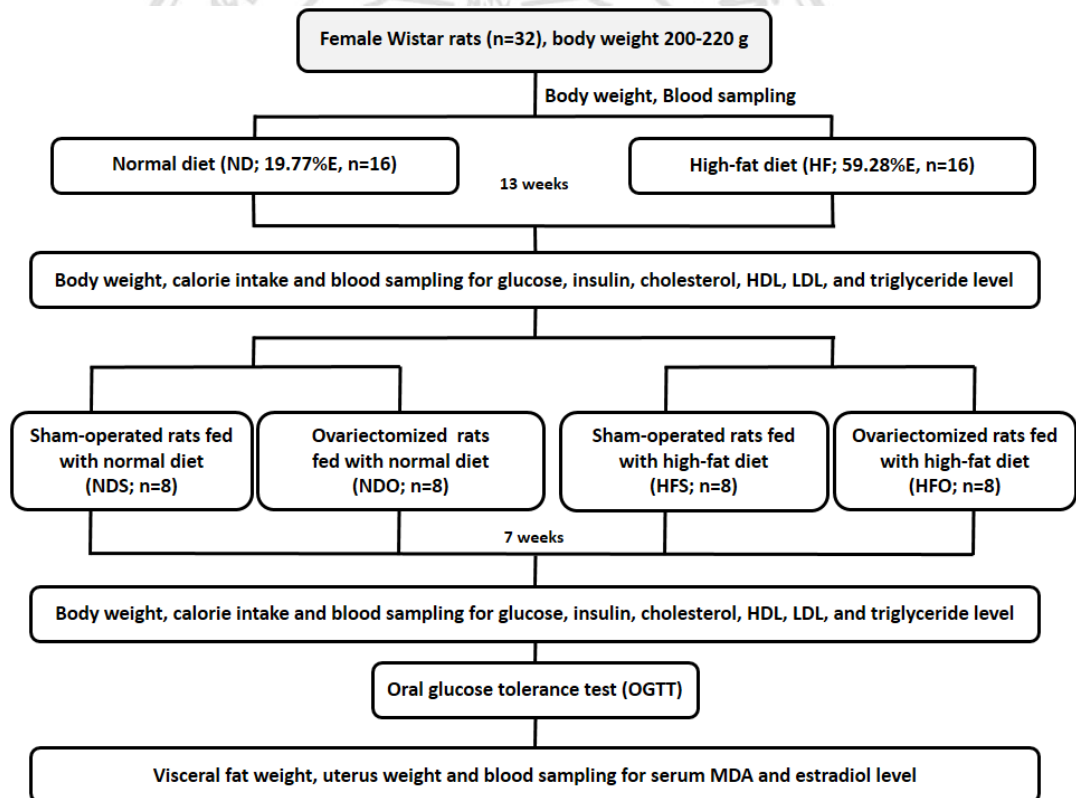 Female Wistar rats (n=32), body weight 200-220 g
Body weight, Blood sampling
Normal diet (ND; 19.77%E, n=16)
High-fat diet (HF; 59.28%E, n=16)
13 weeks
Body weight, calorie intake and blood sampling for glucose, insulin, cholesterol, HDL, LDL, and triglyceride level
Sham-operated rats fed
with normal diet
(NDS; n=8)
Ovariectomized rats
fed with normal diet
(NDO; n=8)
Sham-operated rats fed
with high-fat diet
(HFS; n=8)
Ovariectomized rats fed
with high-fat diet
(HFO; n=8)
7 weeks
Body weight, calorie intake and blood sampling for glucose, insulin, cholesterol, HDL, LDL, and triglyceride level
Oral glucose tolerance test (OGTT)
Visceral fat weight, uterus weight and blood sampling for serum MDA and estradiol level